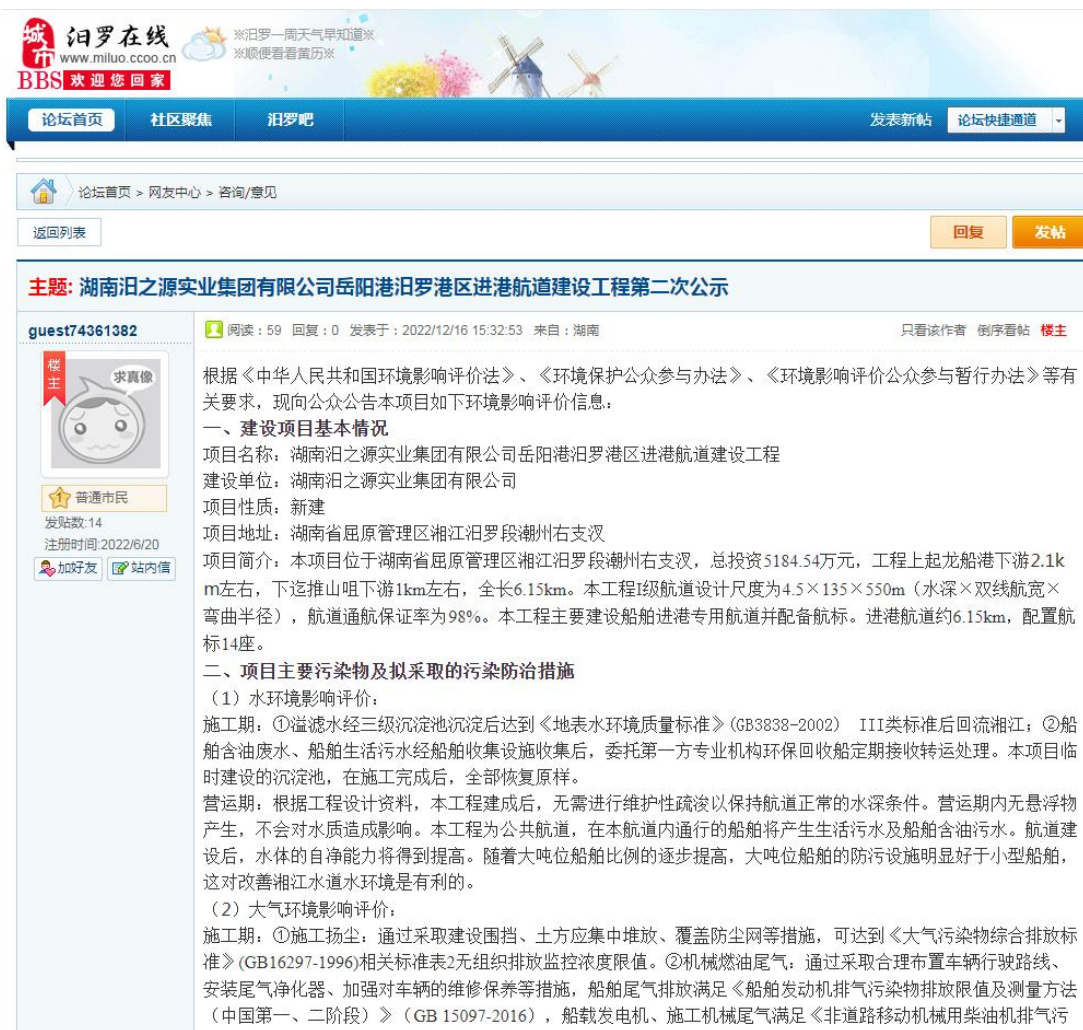 城市
汨罗在线
www.miluo.ccoo.cn
BBS 欢迎您回家
※汨罗一周天气早知道※
※顺便看看黄历※
论坛首页 社区聚焦 汨罗吧 发表新帖 论坛快捷通道
论坛首页 > 网友中心 > 咨询/意见
返回列表 回复 发帖
主题: 湖南汨之源实业集团有限公司岳阳港汨罗港区进港航道建设工程第二次公示
guest74361382
楼主
求真像
1 普通市民
发贴数:14
注册时间:2022/6/20
加好友 站内信
阅读：59 回复：0 发表于：2022/12/16 15:32:53 来自：湖南 只看该作者 倒序看帖 楼主
根据《中华人民共和国环境影响评价法》、《环境保护公众参与办法》、《环境影响评价公众参与暂行办法》等有
关要求，现向公众公告本项目如下环境影响评价信息：
一、建设项目基本情况
项目名称：湖南汨之源实业集团有限公司岳阳港汨罗港区进港航道建设工程
建设单位：湖南汨之源实业集团有限公司
项目性质：新建
项目地址：湖南省屈原管理区湘江汨罗段潮州右支汊
项目简介：本项目位于湖南省屈原管理区湘江汨罗段潮州右支汊，总投资5184.54万元，工程上起龙船港下游2.1k
m左右，下迄推山咀下游1km左右，全长6.15km。本工程I级航道设计尺度为4.5×135×550m（水深×双线航宽×
弯曲半径），航道通航保证率为98%。本工程主要建设船舶进港专用航道并配备航标。进港航道约6.15km，配置航
标14座。
二、项目主要污染物及拟采取的污染防治措施
（1）水环境影响评价：
施工期：①溢滤水经三级沉淀池沉淀后达到《地表水环境质量标准》(GB3838-2002) III类标准后回流湘江；②船
舶含油废水、船舶生活污水经船舶收集设施收集后，委托第一方专业机构环保回收船定期接收转运处理。本项目临
时建设的沉淀池，在施工完成后，全部恢复原样。
营运期：根据工程设计资料，本工程建成后，无需进行维护性疏浚以保持航道正常的水深条件。营运期内无悬浮物
产生，不会对水质造成影响。本工程为公共航道，在本航道内通行的船舶将产生生活污水及船舶含油污水。航道建
设后，水体的自净能力将得到提高。随着大吨位船舶比例的逐步提高，大吨位船舶的防污设施明显好于小型船舶，
这对改善湘江水道水环境是有利的。
（2）大气环境影响评价：
施工期：①施工扬尘：通过采取建设围挡、土方应集中堆放、覆盖防尘网等措施，可达到《大气污染物综合排放标
准》(GB16297-1996)相关标准表2无组织排放监控浓度限值。②机械燃油尾气：通过采取合理布置车辆行驶路线、
安装尾气净化器、加强对车辆的维修保养等措施，船舶尾气排放满足《船舶发动机排气污染物排放限值及测量方法
（中国第一、二阶段）》（GB 15097-2016），船载发电机、施工机械尾气满足《非道路移动机械用柴油机排气污